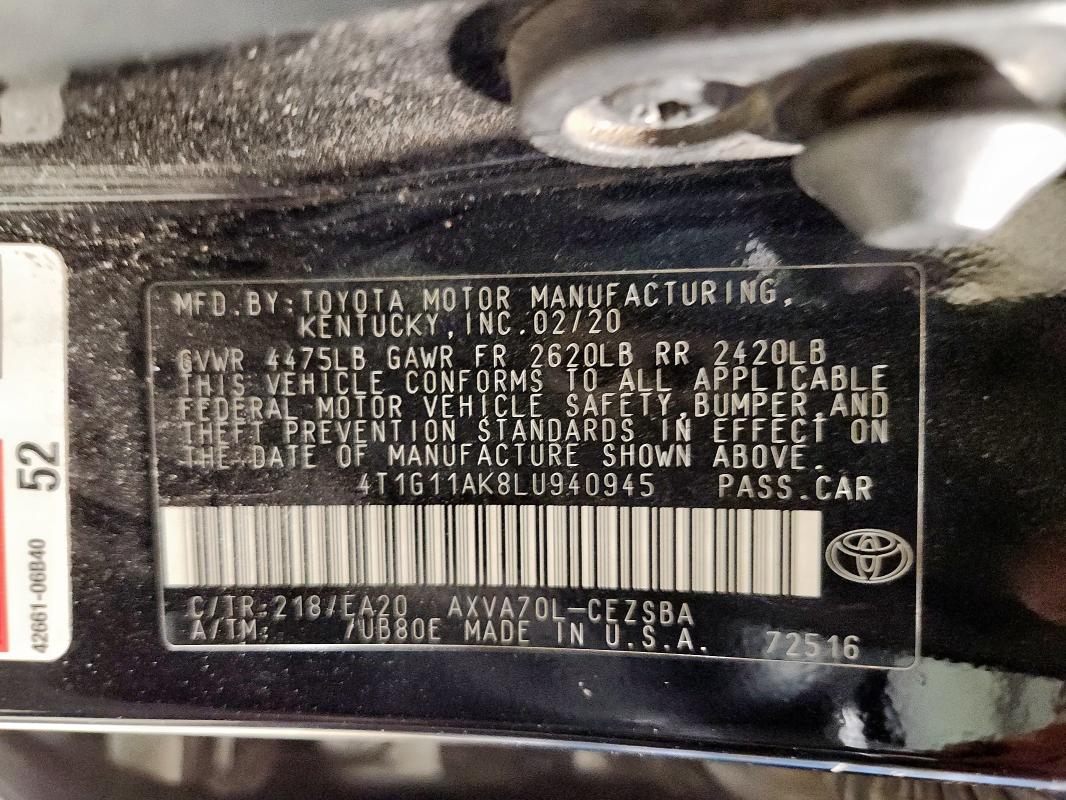 MFD.BY:TOYOTA MOTOR MANUFACTURING,
KENTUCKY,INC.02/20
GVWR 4475LB GAWR FR 2620LB RR 2420LB
THIS VEHICLE CONFORMS TO ALL APPLICABLE
FEDERAL MOTOR VEHICLE SAFETY,BUMPER,AND
THEFT PREVENTION STANDARDS IN EFFECT ON
THE DATE OF MANUFACTURE SHOWN ABOVE.
4T1G11AK8LU940945 PASS.CAR
C/TR:218/EA20 AXVA70L-CEZSBA
A/TM: /UB80E MADE IN U.S.A. 72516
52
42661-06B40